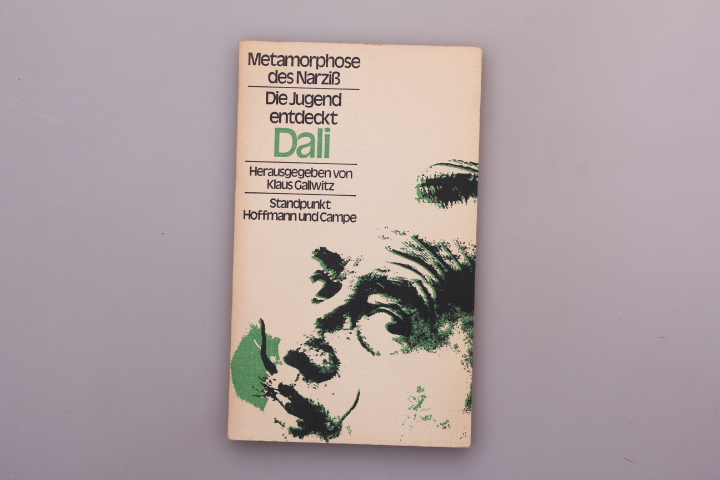 Metamorphose
des Narziß
Die Jugend
entdeckt
Dali
Herausgegeben von
Klaus Gallwitz
Standpunkt
Hoffmann und Campe